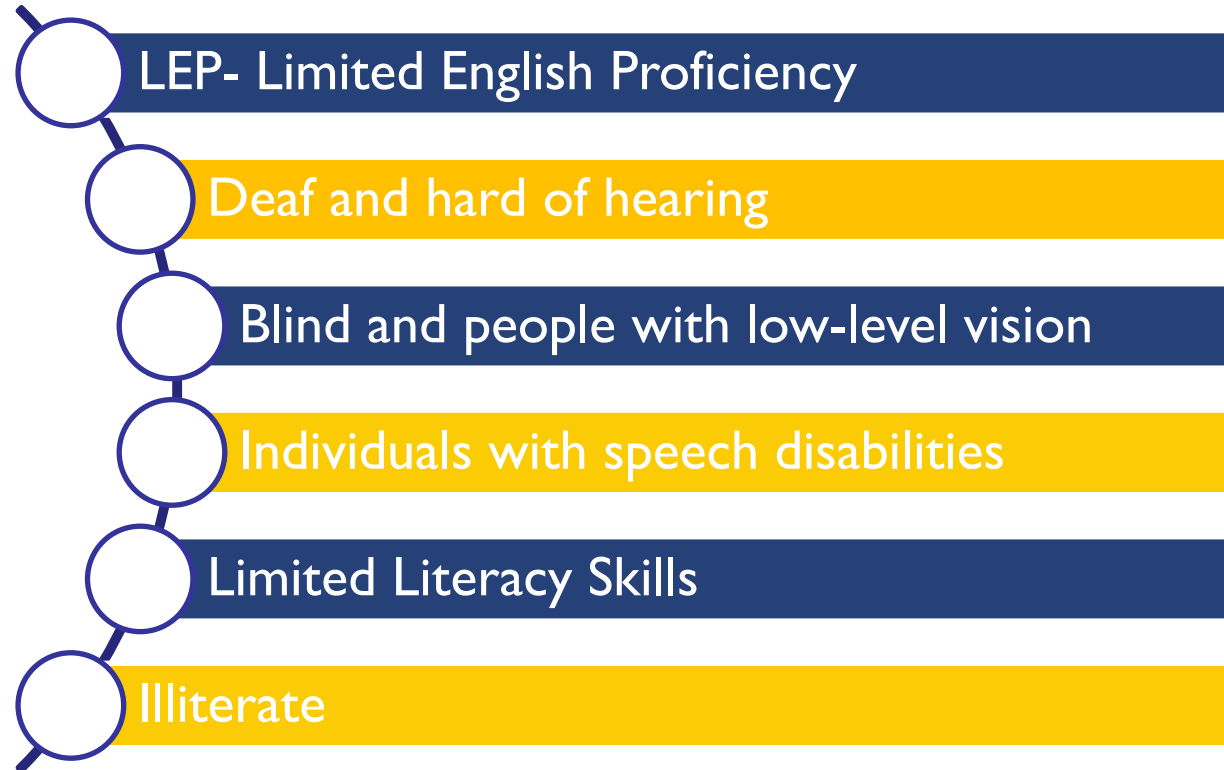 LEP- Limited English Proficiency
Deaf and hard of hearing
Blind and people with low-level vision
Individuals with speech disabilities
Limited Literacy Skills
Illiterate